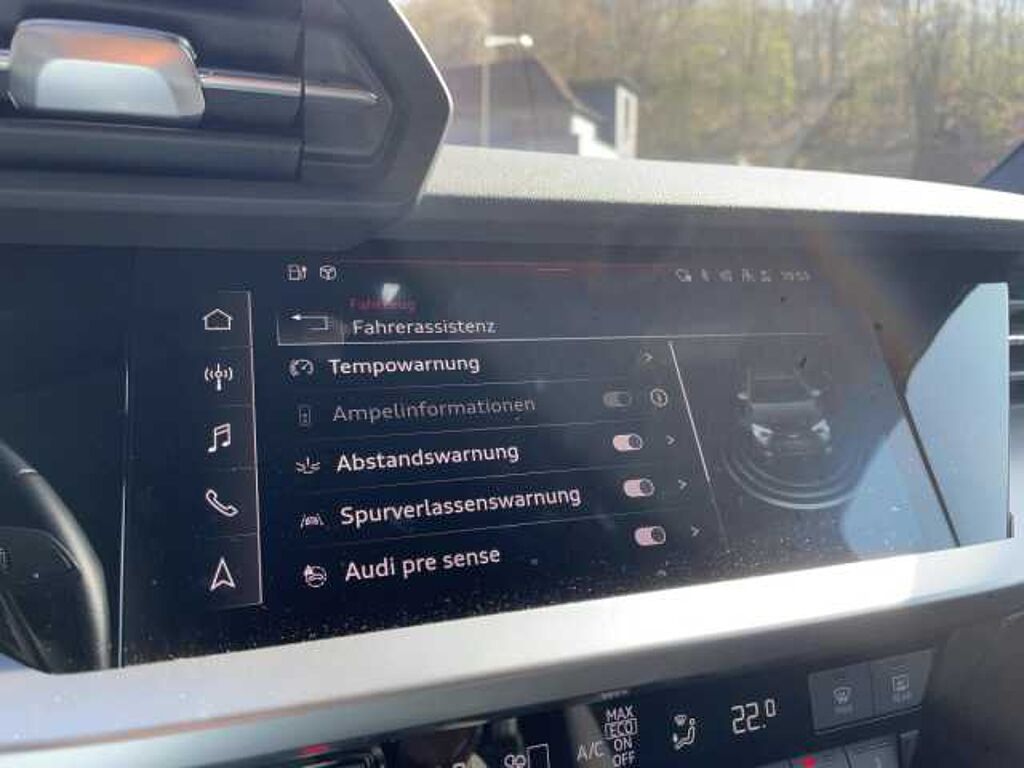 Fahrzeug
Fahrerassistenz
Tempowarnung
Ampelinformationen
Abstandswarnung
Spurverlassenswarnung
Audi pre sense
MAX
ECO
A/C ON
OFF
22.0